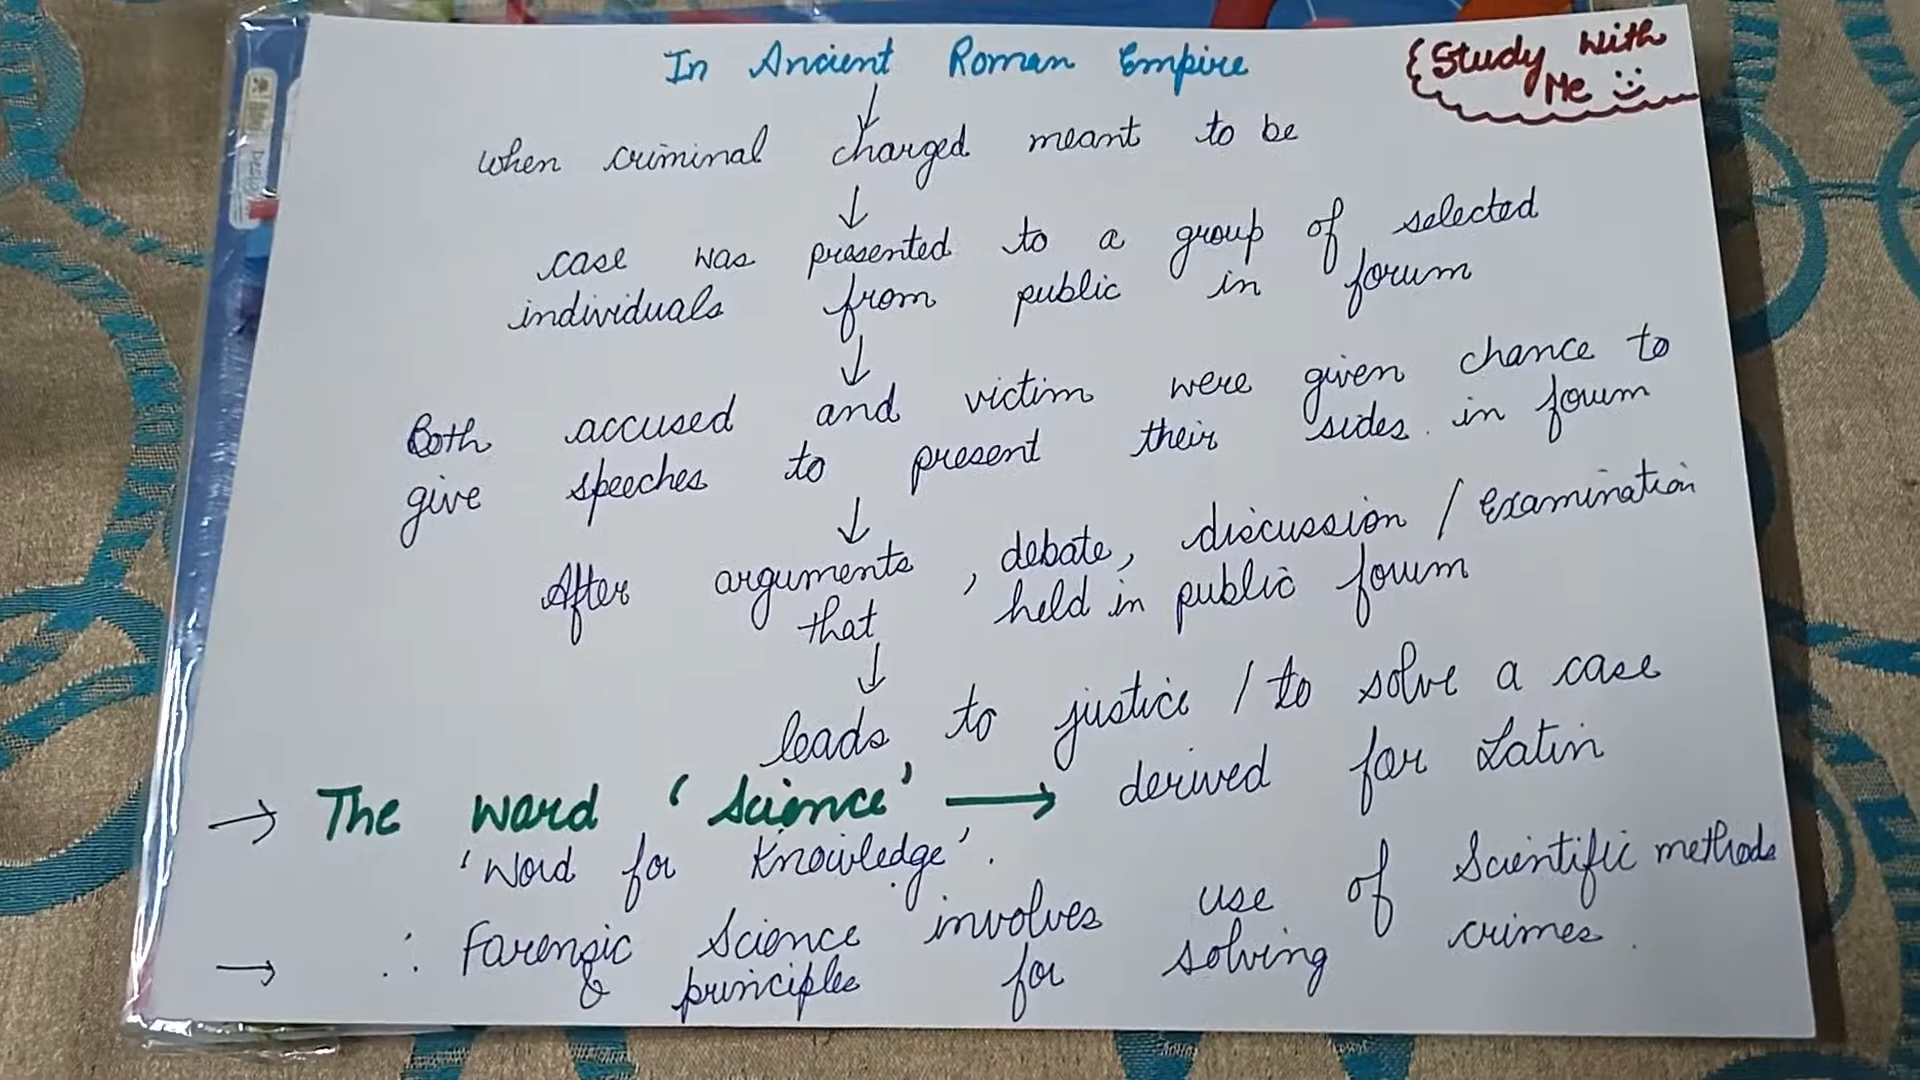 In Ancient Roman Empire
{Study With
Me
↓
when criminal charged meant to be
↓
case was presented to a group of selected
individuals from public in forum
↓
Both accused and victim were given chance to
give speeches to present their sides. in forum
↓
After arguments, debate, discussion / Examination
that held in public forum
↓
leads to justice / to solve a case
→ The word 'Science' → derived for Latin
'Word for Knowledge'.
→ ∴ Forensic Science involves use of Scientific methods
& principles for solving crimes.